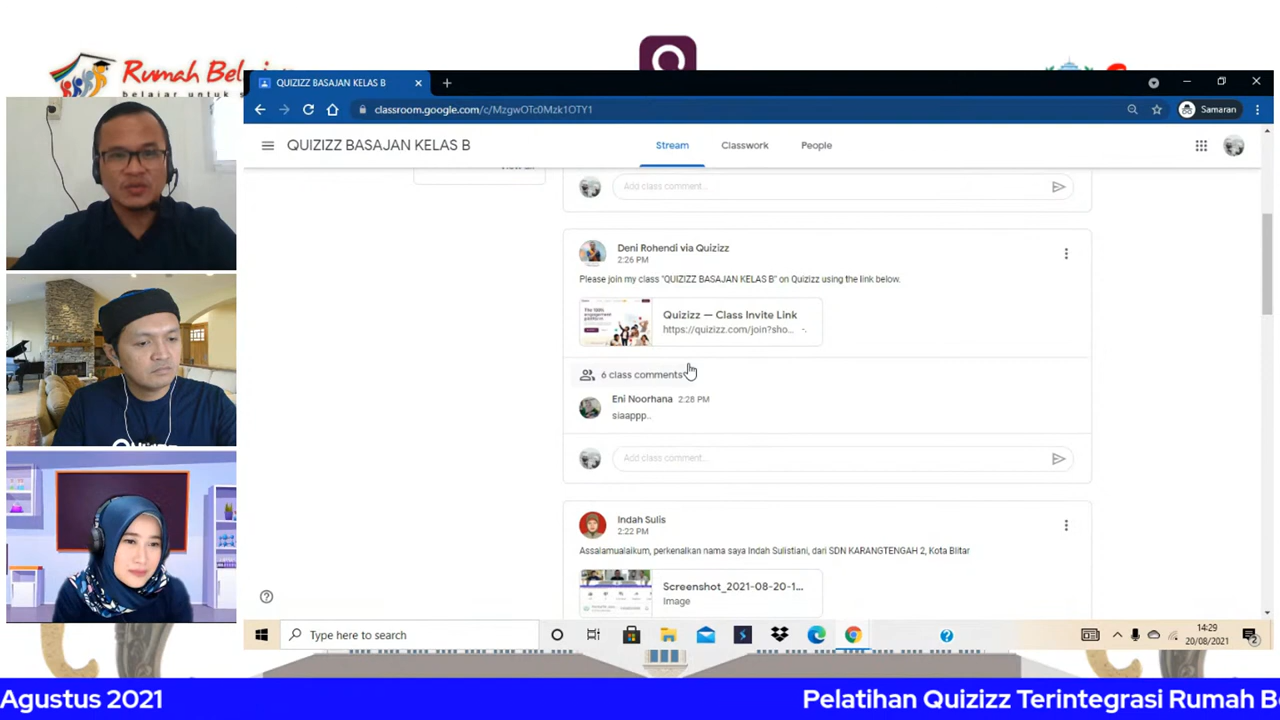 Rumah Be
belajar untuk s
QUIZIZZ BASAJAN KELAS B
classroom.google.com/c/MzgwOTc0Mzk1OTY1
Samaran
QUIZIZZ BASAJAN KELAS B
Stream
Classwork
People
Add class comment...
Deni Rohendi via Quizizz
2:26 PM
Please join my class "QUIZIZZ BASAJAN KELAS B" on Quizizz using the link below.
Quizizz — Class Invite Link
https://quizizz.com/join?sho...
6 class comments
Eni Noorhana 2:28 PM
siaappp..
Add class comment...
Indah Sulis
2:22 PM
Assalamualaikum, perkenalkan nama saya Indah Sulistiani, dari SDN KARANGTENGAH 2, Kota Blitar
Screenshot_2021-08-20-1...
Image
Type here to search
14:29
20/08/2021
2
Agustus 2021
Pelatihan Quizizz Terintegrasi Rumah Be